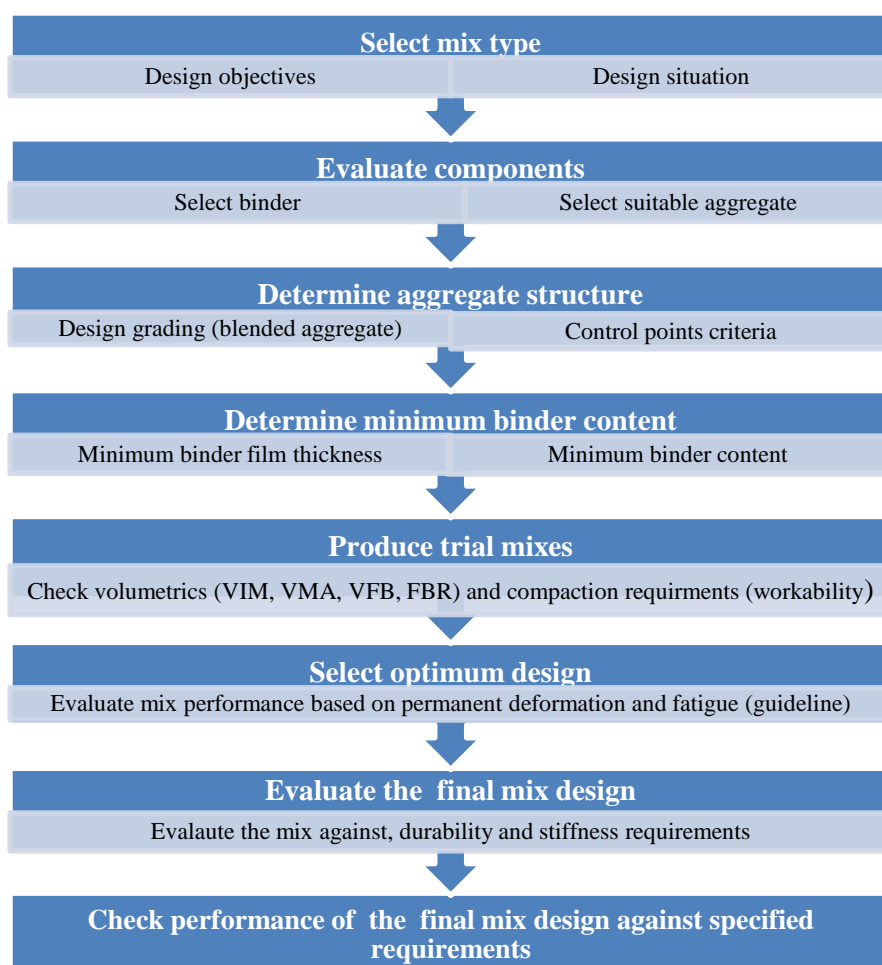 Select mix type
Design objectives
Design situation
Evaluate components
Select binder
Select suitable aggregate
Determine aggregate structure
Design grading (blended aggregate)
Control points criteria
Determine minimum binder content
Minimum binder film thickness
Minimum binder content
Produce trial mixes
Check volumetrics (VIM, VMA, VFB, FBR) and compaction requirments (workability)
Select optimum design
Evaluate mix performance based on permanent deformation and fatigue (guideline)
Evaluate the final mix design
Evalaute the mix against, durability and stiffness requirements
Check performance of the final mix design against specified
requirements